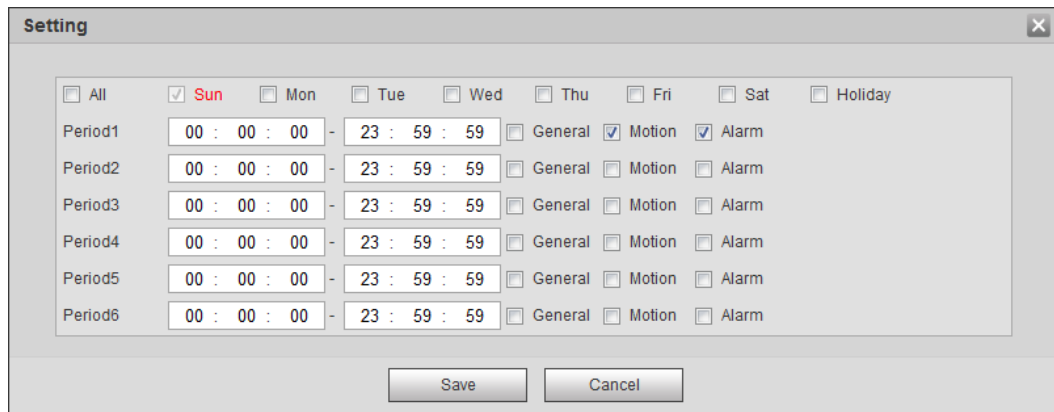 Setting
All Sun Mon Tue Wed Thu Fri Sat Holiday
Period1 00 : 00 : 00 - 23 : 59 : 59 General Motion Alarm
Period2 00 : 00 : 00 - 23 : 59 : 59 General Motion Alarm
Period3 00 : 00 : 00 - 23 : 59 : 59 General Motion Alarm
Period4 00 : 00 : 00 - 23 : 59 : 59 General Motion Alarm
Period5 00 : 00 : 00 - 23 : 59 : 59 General Motion Alarm
Period6 00 : 00 : 00 - 23 : 59 : 59 General Motion Alarm
Save Cancel